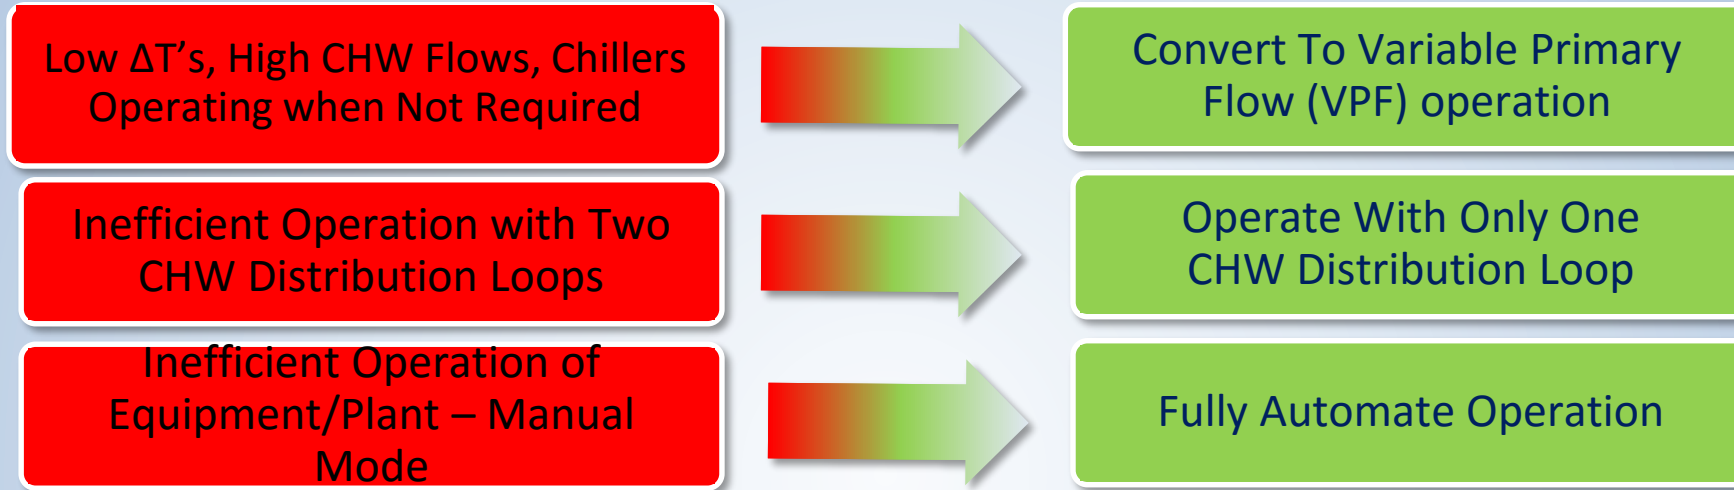 Low ΔT’s, High CHW Flows, Chillers
Operating when Not Required
Convert To Variable Primary
Flow (VPF) operation
Inefficient Operation with Two
CHW Distribution Loops
Operate With Only One
CHW Distribution Loop
Inefficient Operation of
Equipment/Plant – Manual
Mode
Fully Automate Operation